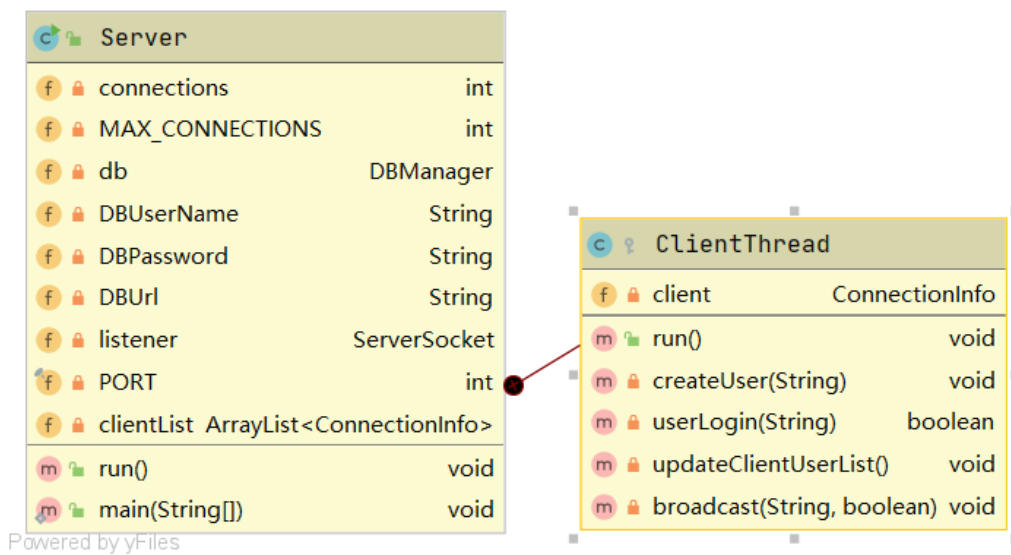 Server
connections int
MAX_CONNECTIONS int
db DBManager
DBUserName String
DBPassword String
DBUrl String
listener ServerSocket
PORT int
clientList ArrayList<ConnectionInfo>
run() void
main(String[]) void
ClientThread
client ConnectionInfo
run() void
createUser(String) void
userLogin(String) boolean
updateClientUserList() void
broadcast(String, boolean) void
Powered by yFiles